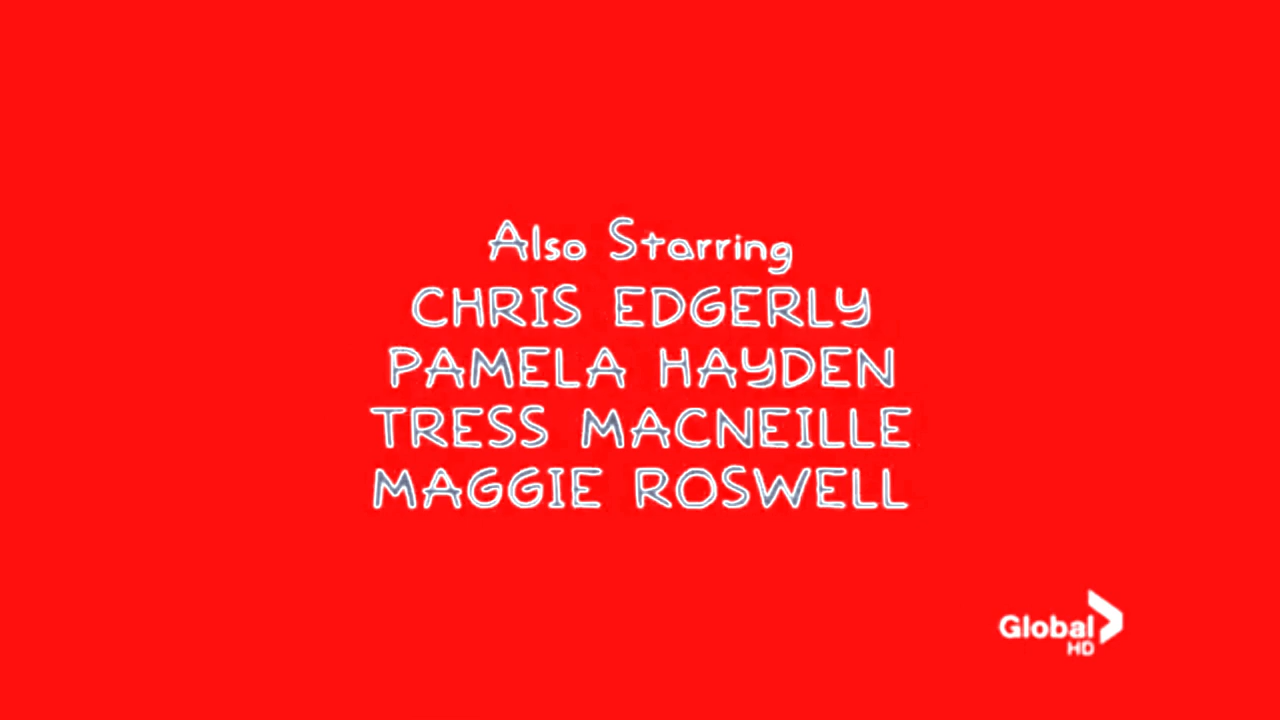 Also Starring
CHRIS EDGERLY
PAMELA HAYDEN
TRESS MACNEILLE
MAGGIE ROSWELL
Global
HD